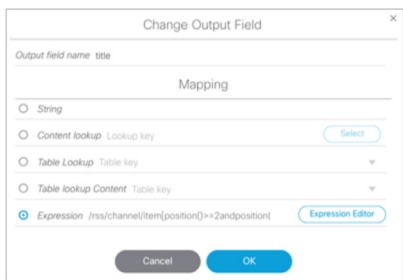 Change Output Field
×
Output field name title
Mapping
String
Content lookup Lookup key Select
Table Lookup Table key
Table lookup Content Table key
Expression /rss/channel/item[position()>=2andposition( Expression Editor
Cancel OK